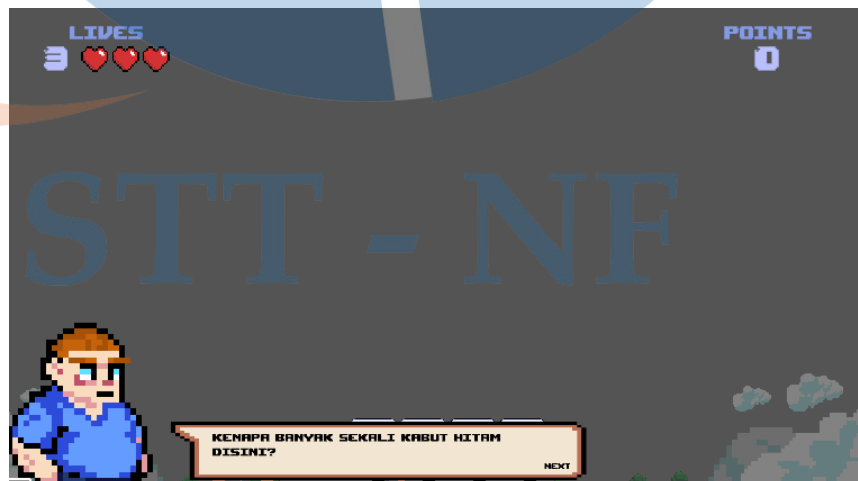 LIVES
POINTS
3
0
STT - NF
KENAPA BANYAK SEKALI KABUT HITAM
DISINI?
NEXT